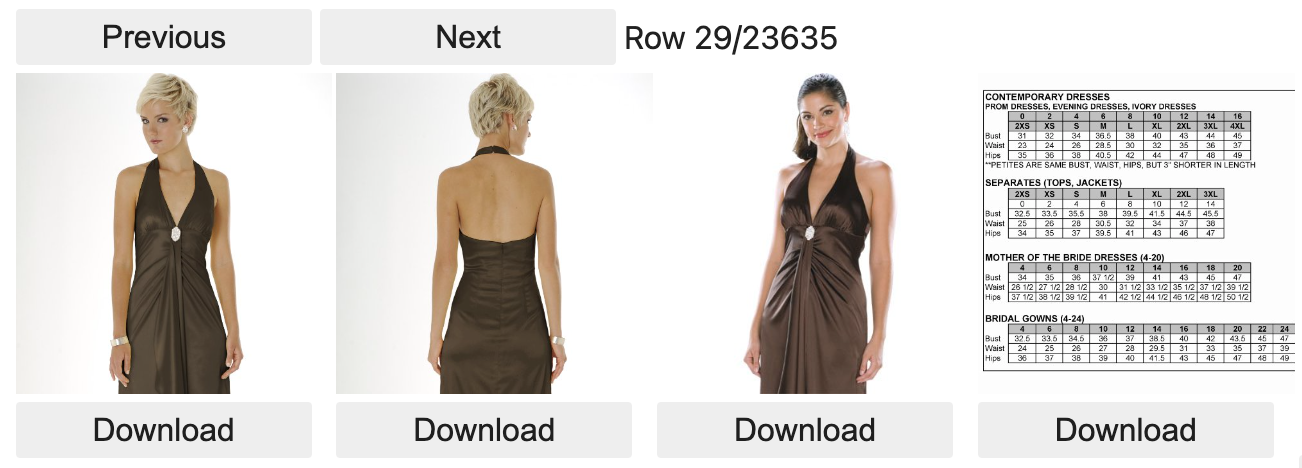 Previous
Next
Row 29/23635
CONTEMPORARY DRESSES
PROM DRESSES, EVENING DRESSES, IVORY DRESSES
0 2 4 6 8 10 12 14 16
2XS XS S M L XL 2XL 3XL 4XL
Bust 31 32 34 36.5 38 40 43 44 45
Waist 23 24 26 28.5 30 32 35 36 37
Hips 35 36 38 40.5 42 44 47 48 49
**PETITES ARE SAME BUST, WAIST, HIPS, BUT 3" SHORTER IN LENGTH
SEPARATES (TOPS, JACKETS)
2XS XS S M L XL 2XL 3XL
0 2 4 6 8 10 12 14
Bust 32.5 33.5 35.5 38 39.5 41.5 44.5 45.5
Waist 25 26 28 30.5 32 34 37 38
Hips 34 35 37 39.5 41 43 46 47
MOTHER OF THE BRIDE DRESSES (4-20)
4 6 8 10 12 14 16 18 20
Bust 34 35 36 37 1/2 39 41 43 45 47
Waist 26 1/2 27 1/2 28 1/2 30 31 1/2 33 1/2 35 1/2 37 1/2 39 1/2
Hips 37 1/2 38 1/2 39 1/2 41 42 1/2 44 1/2 46 1/2 48 1/2 50 1/2
BRIDAL GOWNS (4-24)
4 6 8 10 12 14 16 18 20 22 24
Bust 32.5 33.5 34.5 36 37 38.5 40 42 43.5 45 47
Waist 24 25 26 27 28 29.5 31 33 35 37 39
Hips 36 37 38 39 40 41.5 43 45 47 48 49
Download
Download
Download
Download